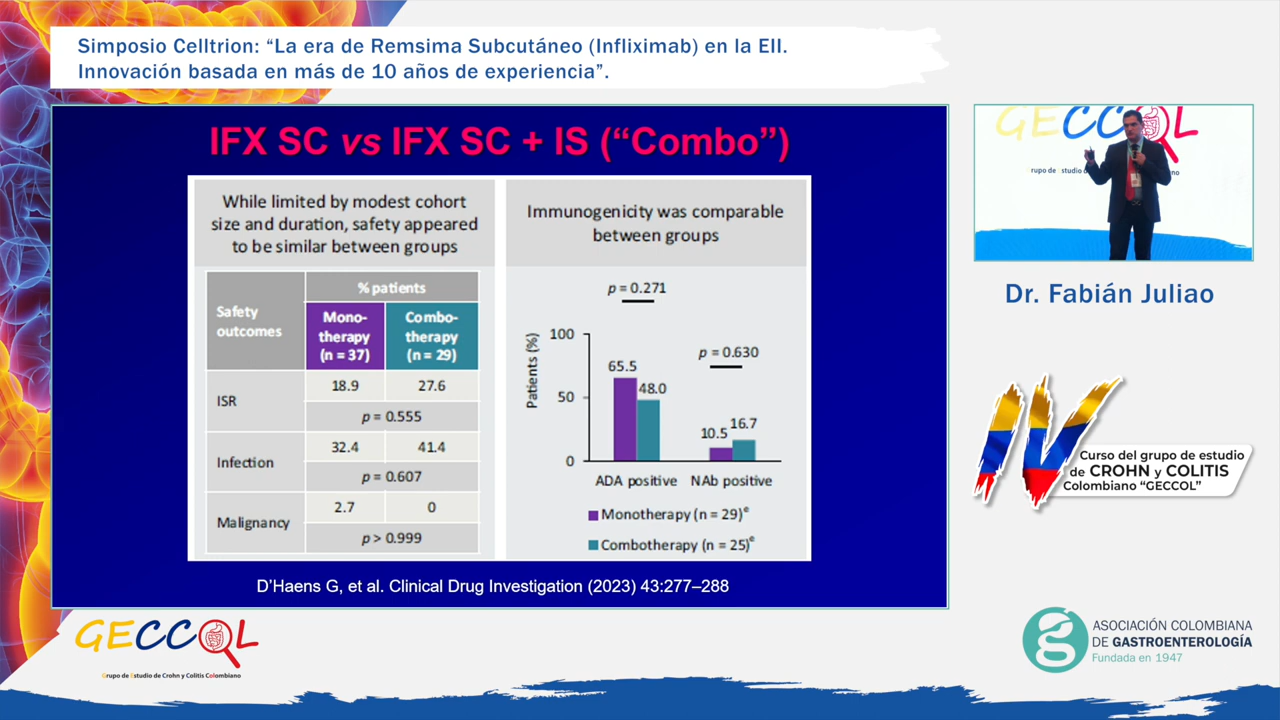 Simposio Celltrion: “La era de Remsima Subcutáneo (Infliximab) en la EII.
Innovación basada en más de 10 años de experiencia”.
IFX SC vs IFX SC + IS (“Combo”)
While limited by modest cohort
size and duration, safety appeared
to be similar between groups
Safety
outcomes
% patients
Mono-
therapy
(n = 37)
Combo-
therapy
(n = 29)
ISR
18.9
27.6
p = 0.555
Infection
32.4
41.4
p = 0.607
Malignancy
2.7
0
p > 0.999
Immunogenicity was comparable
between groups
p = 0.271
p = 0.630
Patients (%)
100
50
0
65.5
48.0
10.5
16.7
ADA positive
NAb positive
Monotherapy (n = 29)e
Combotherapy (n = 25)e
D’Haens G, et al. Clinical Drug Investigation (2023) 43:277–288
GECCOL
rupo de Estudio d
Dr. Fabián Juliao
IV
Curso del grupo de estudio
de CROHN y COLITIS
Colombiano “GECCOL”
GECCOL
Grupo de Estudio de Crohn y Colitis Colombiano
ASOCIACIÓN COLOMBIANA
DE GASTROENTEROLOGÍA
Fundada en 1947